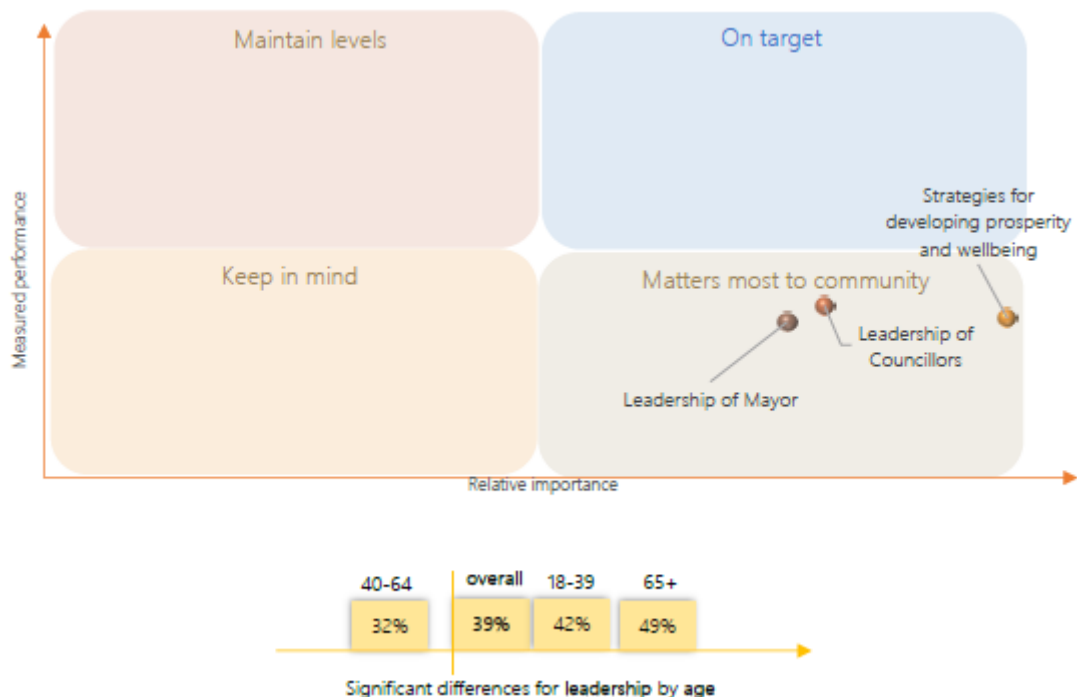 Maintain levels
On target
Measured performance
Strategies for
developing prosperity
and wellbeing
Keep in mind
Matters most to community
Leadership of
Councillors
Leadership of Mayor
Relative importance
40-64
overall
18-39
65+
32%
39%
42%
49%
Significant differences for leadership by age